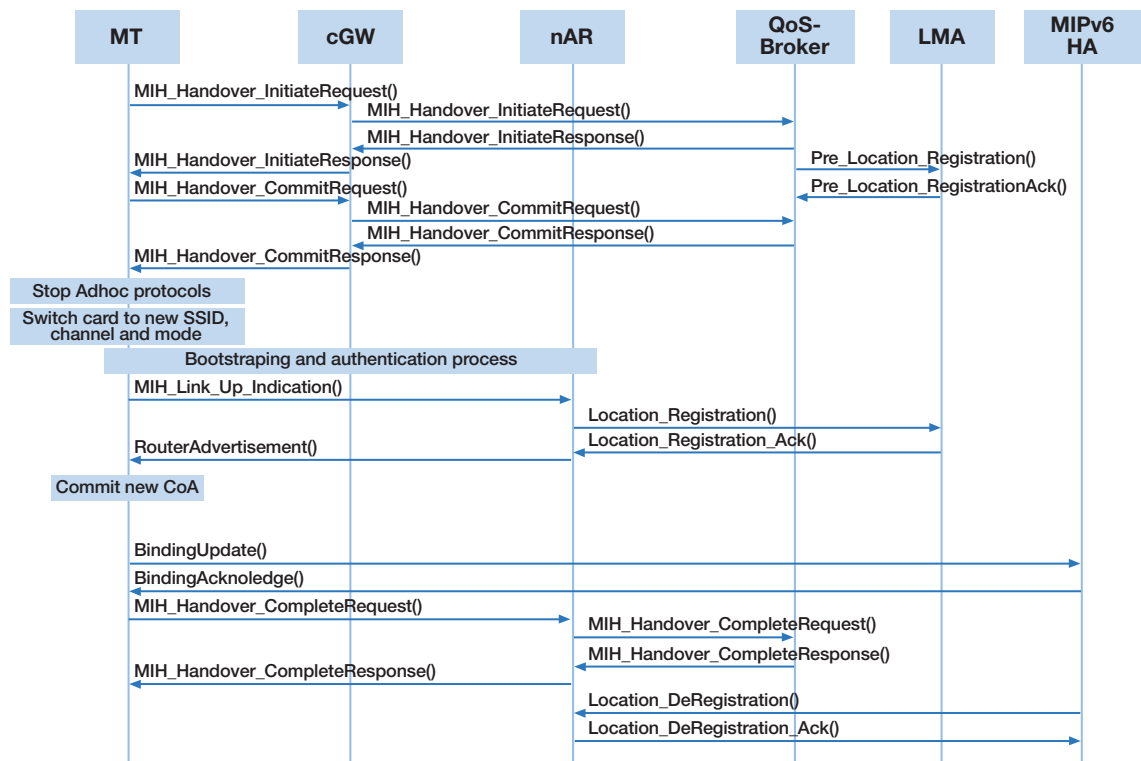 MT
cGW
nAR
QoS-
Broker
LMA
MIPv6
HA
MIH_Handover_InitiateRequest()
MIH_Handover_InitiateRequest()
MIH_Handover_InitiateResponse()
MIH_Handover_InitiateResponse()
Pre_Location_Registration()
MIH_Handover_CommitRequest()
Pre_Location_RegistrationAck()
MIH_Handover_CommitRequest()
MIH_Handover_CommitResponse()
MIH_Handover_CommitResponse()
Stop Adhoc protocols
Switch card to new SSID,
channel and mode
Bootstraping and authentication process
MIH_Link_Up_Indication()
Location_Registration()
Location_Registration_Ack()
RouterAdvertisement()
Commit new CoA
BindingUpdate()
BindingAcknoledge()
MIH_Handover_CompleteRequest()
MIH_Handover_CompleteRequest()
MIH_Handover_CompleteResponse()
MIH_Handover_CompleteResponse()
Location_DeRegistration()
Location_DeRegistration_Ack()